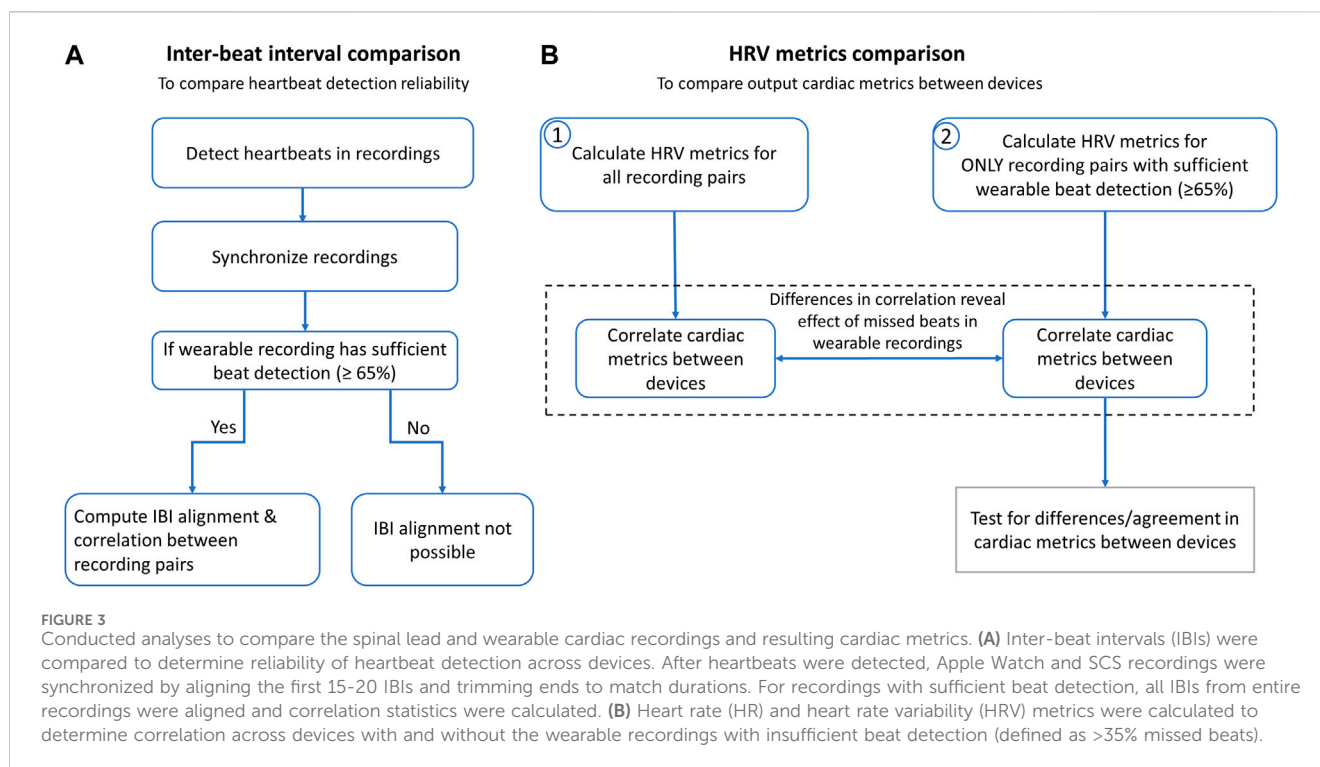 A
Inter-beat interval comparison
To compare heartbeat detection reliability
Detect heartbeats in recordings
Synchronize recordings
If wearable recording has sufficient
beat detection (≥ 65%)
Yes
No
Compute IBI alignment &
correlation between
recording pairs
IBI alignment not
possible
B
HRV metrics comparison
To compare output cardiac metrics between devices
1
Calculate HRV metrics for
all recording pairs
2
Calculate HRV metrics for
ONLY recording pairs with sufficient
wearable beat detection (≥65%)
Differences in correlation reveal
effect of missed beats in
wearable recordings
Correlate cardiac
metrics between
devices
Correlate cardiac
metrics between
devices
Test for differences/agreement in
cardiac metrics between devices
FIGURE 3
Conducted analyses to compare the spinal lead and wearable cardiac recordings and resulting cardiac metrics. (A) Inter-beat intervals (IBIs) were
compared to determine reliability of heartbeat detection across devices. After heartbeats were detected, Apple Watch and SCS recordings were
synchronized by aligning the first 15-20 IBIs and trimming ends to match durations. For recordings with sufficient beat detection, all IBIs from entire
recordings were aligned and correlation statistics were calculated. (B) Heart rate (HR) and heart rate variability (HRV) metrics were calculated to
determine correlation across devices with and without the wearable recordings with insufficient beat detection (defined as >35% missed beats).